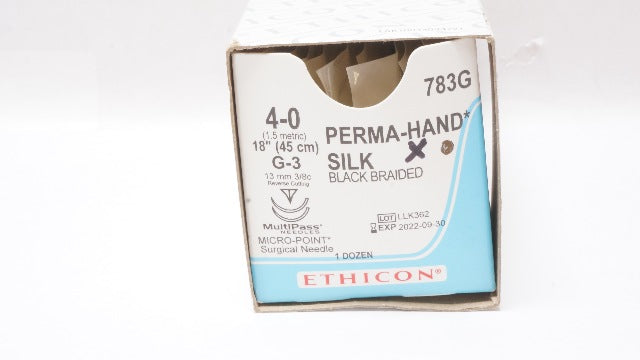 783G
4-0
(1.5 metric)
18" (45 cm)
G-3
13 mm 3/8c
Reverse Cutting
MultiPass*
NEEDLES
MICRO-POINT*
Surgical Needle
PERMA-HAND*
SILK
BLACK BRAIDED
LOT LLK362
EXP 2022-09-30
1 DOZEN
ETHICON®